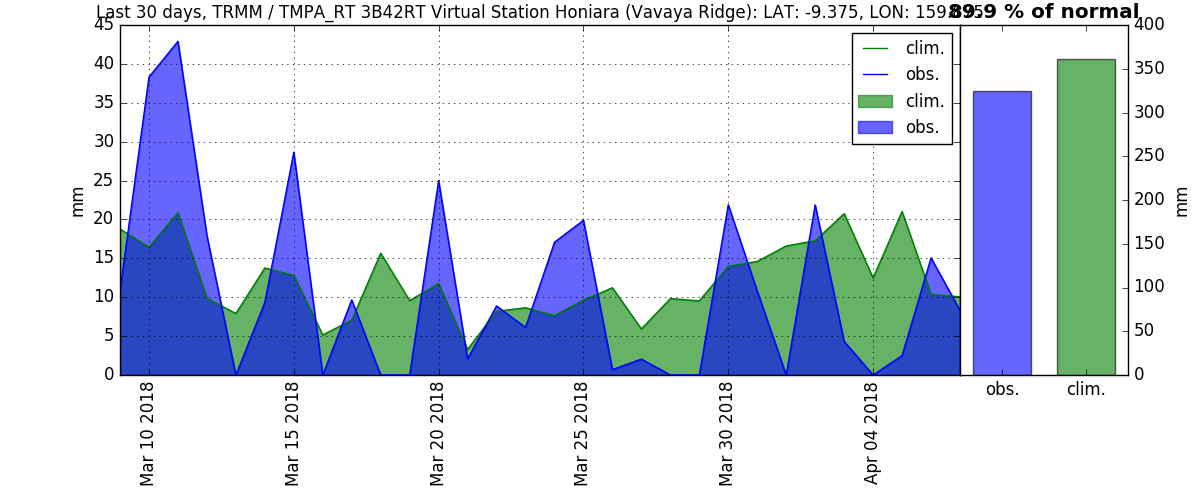 Last 30 days, TRMM / TMPA_RT 3B42RT Virtual Station Honiara (Vavaya Ridge): LAT: -9.375, LON:
89.9 % of normal
45
40
35
30
25
20
15
10
5
0
mm
clim.
obs.
clim.
obs.
400
350
300
250
200
150
100
50
0
mm
Mar 10 2018
Mar 15 2018
Mar 20 2018
Mar 25 2018
Mar 30 2018
Apr 04 2018
obs.
clim.